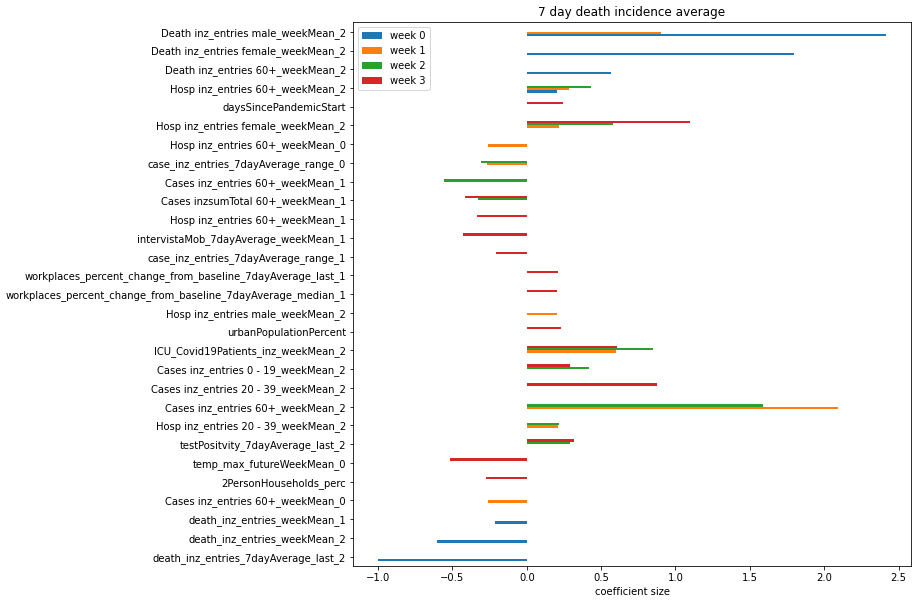 7 day death incidence average
week 0
week 1
week 2
week 3
Death inz_entries male_weekMean_2
Death inz_entries female_weekMean_2
Death inz_entries 60+_weekMean_2
Hosp inz_entries 60+_weekMean_2
daysSincePandemicStart
Hosp inz_entries female_weekMean_2
Hosp inz_entries 60+_weekMean_0
case_inz_entries_7dayAverage_range_0
Cases inz_entries 60+_weekMean_1
Cases inzsumTotal 60+_weekMean_1
Hosp inz_entries 60+_weekMean_1
intervistaMob_7dayAverage_weekMean_1
case_inz_entries_7dayAverage_range_1
workplaces_percent_change_from_baseline_7dayAverage_last_1
workplaces_percent_change_from_baseline_7dayAverage_median_1
Hosp inz_entries male_weekMean_2
urbanPopulationPercent
ICU_Covid19Patients_inz_weekMean_2
Cases inz_entries 0 - 19_weekMean_2
Cases inz_entries 20 - 39_weekMean_2
Cases inz_entries 60+_weekMean_2
Hosp inz_entries 20 - 39_weekMean_2
testPositvity_7dayAverage_last_2
temp_max_futureWeekMean_0
2PersonHouseholds_perc
Cases inz_entries 60+_weekMean_0
death_inz_entries_weekMean_1
death_inz_entries_weekMean_2
death_inz_entries_7dayAverage_last_2
−1.0 −0.5 0.0 0.5 1.0 1.5 2.0 2.5
coefficient size